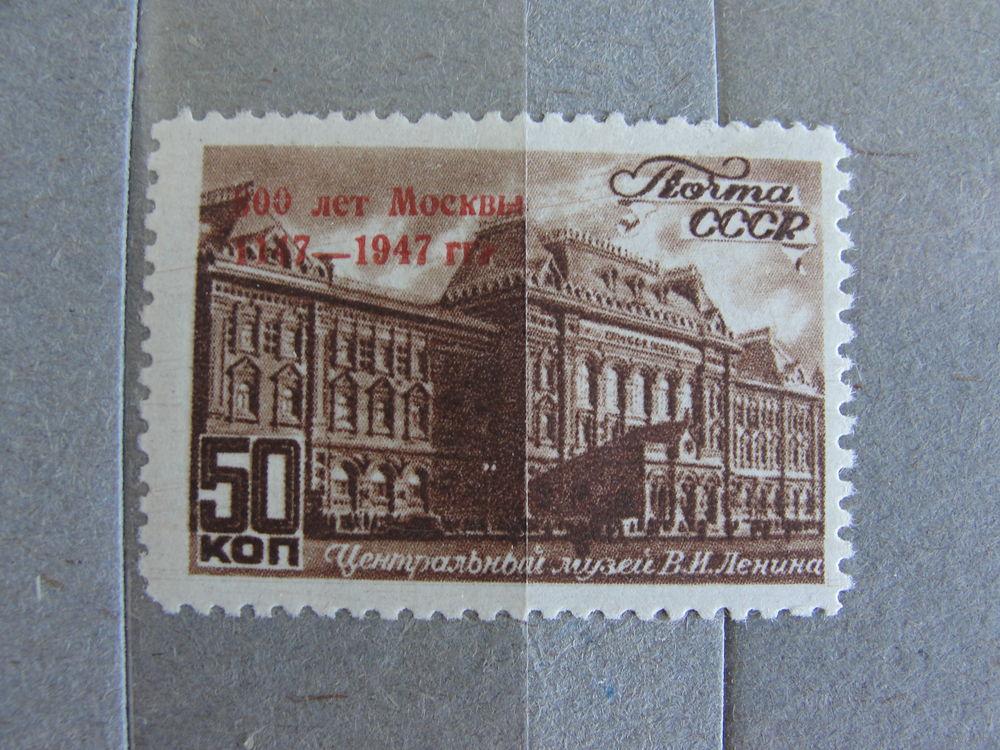 800 лет Москвы
1147—1947 гг.
Почта
СССР
50
коп
Центральный музей В.И. Ленина